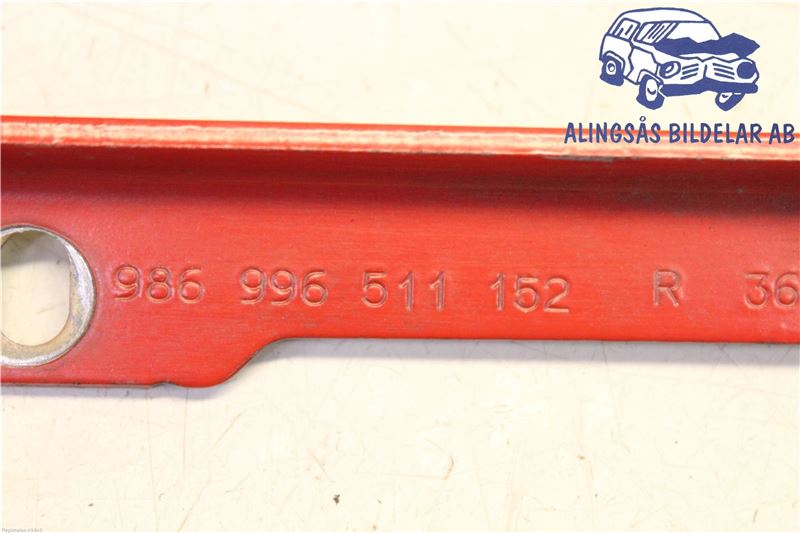 ALINGSÅS BILDELAR AB
986 996 511 152 R 36